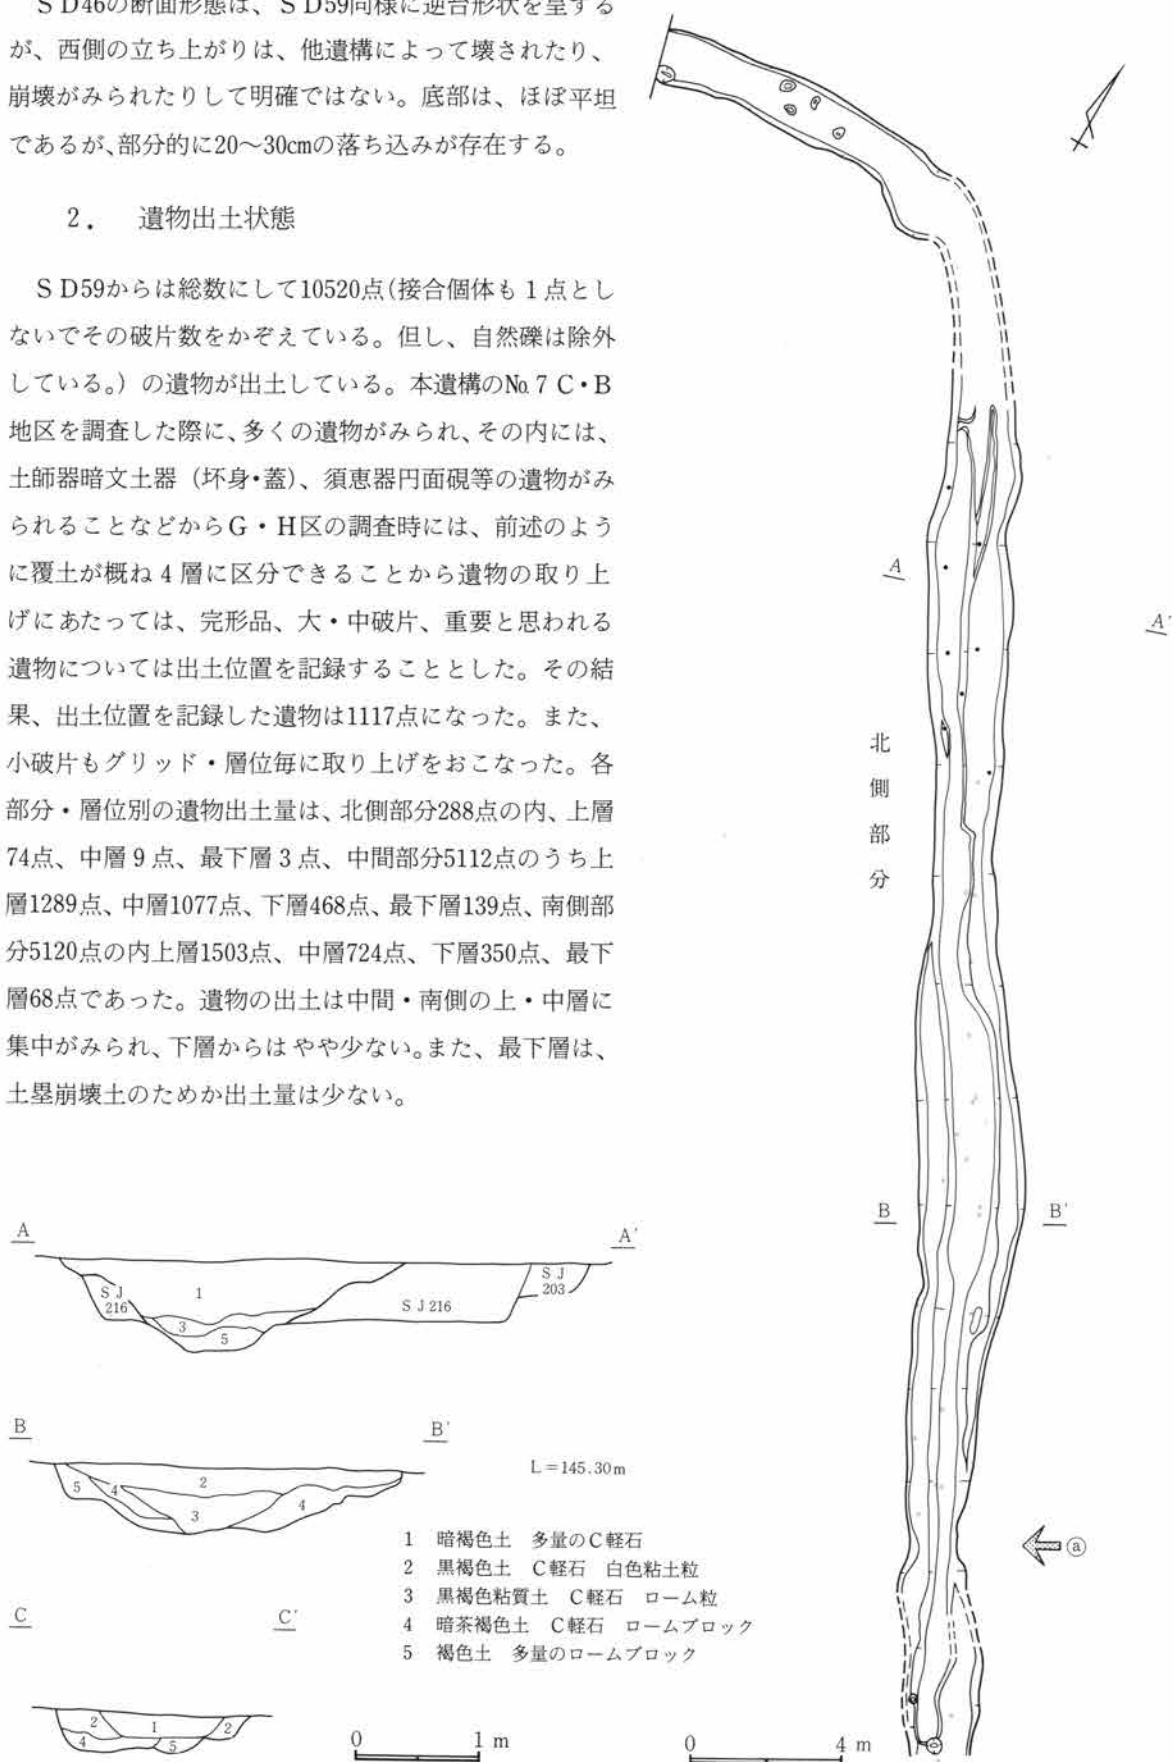 ＳＤ46の断面形態は、ＳＤ59同様に逆台形状を呈する
が、西側の立ち上がりは、他遺構によって壊されたり、
崩壊がみられたりして明確ではない。底部は、ほぼ平坦
であるが、部分的に20〜30cmの落ち込みが存在する。
2． 遺物出土状態
ＳＤ59からは総数にして10520点（接合個体も１点とし
ないでその破片数をかぞえている。但し、自然礫は除外
している。）の遺物が出土している。本遺構の№７Ｃ・Ｂ
地区を調査した際に、多くの遺物がみられ、その内には、
土師器暗文土器（坏身・蓋）、須恵器円面硯等の遺物がみ
られることなどからＧ・Ｈ区の調査時には、前述のよう
に覆土が概ね４層に区分できることから遺物の取り上
げにあたっては、完形品、大・中破片、重要と思われる
遺物については出土位置を記録することとした。その結
果、出土位置を記録した遺物は1117点になった。また、
小破片もグリッド・層位毎に取り上げをおこなった。各
部分・層位別の遺物出土量は、北側部分288点の内、上層
74点、中層９点、最下層３点、中間部分5112点のうち上
層1289点、中層1077点、下層468点、最下層139点、南側部
分5120点の内上層1503点、中層724点、下層350点、最下
層68点であった。遺物の出土は中間・南側の上・中層に
集中がみられ、下層からはやや少ない。また、最下層は、
土塁崩壊土のためか出土量は少ない。
A
A'
北側部分
B
B'
ⓐ
A
A'
ＳＪ
216
1
3
5
ＳＪ216
ＳＪ
203
B
B'
5
4
2
3
4
L＝145.30m
1 暗褐色土 多量のＣ軽石
2 黒褐色土 Ｃ軽石 白色粘土粒
3 黒褐色粘質土 Ｃ軽石 ローム粒
4 暗茶褐色土 Ｃ軽石 ロームブロック
5 褐色土 多量のロームブロック
C
C'
2
1
2
4
5
0 1 m
0 4 m